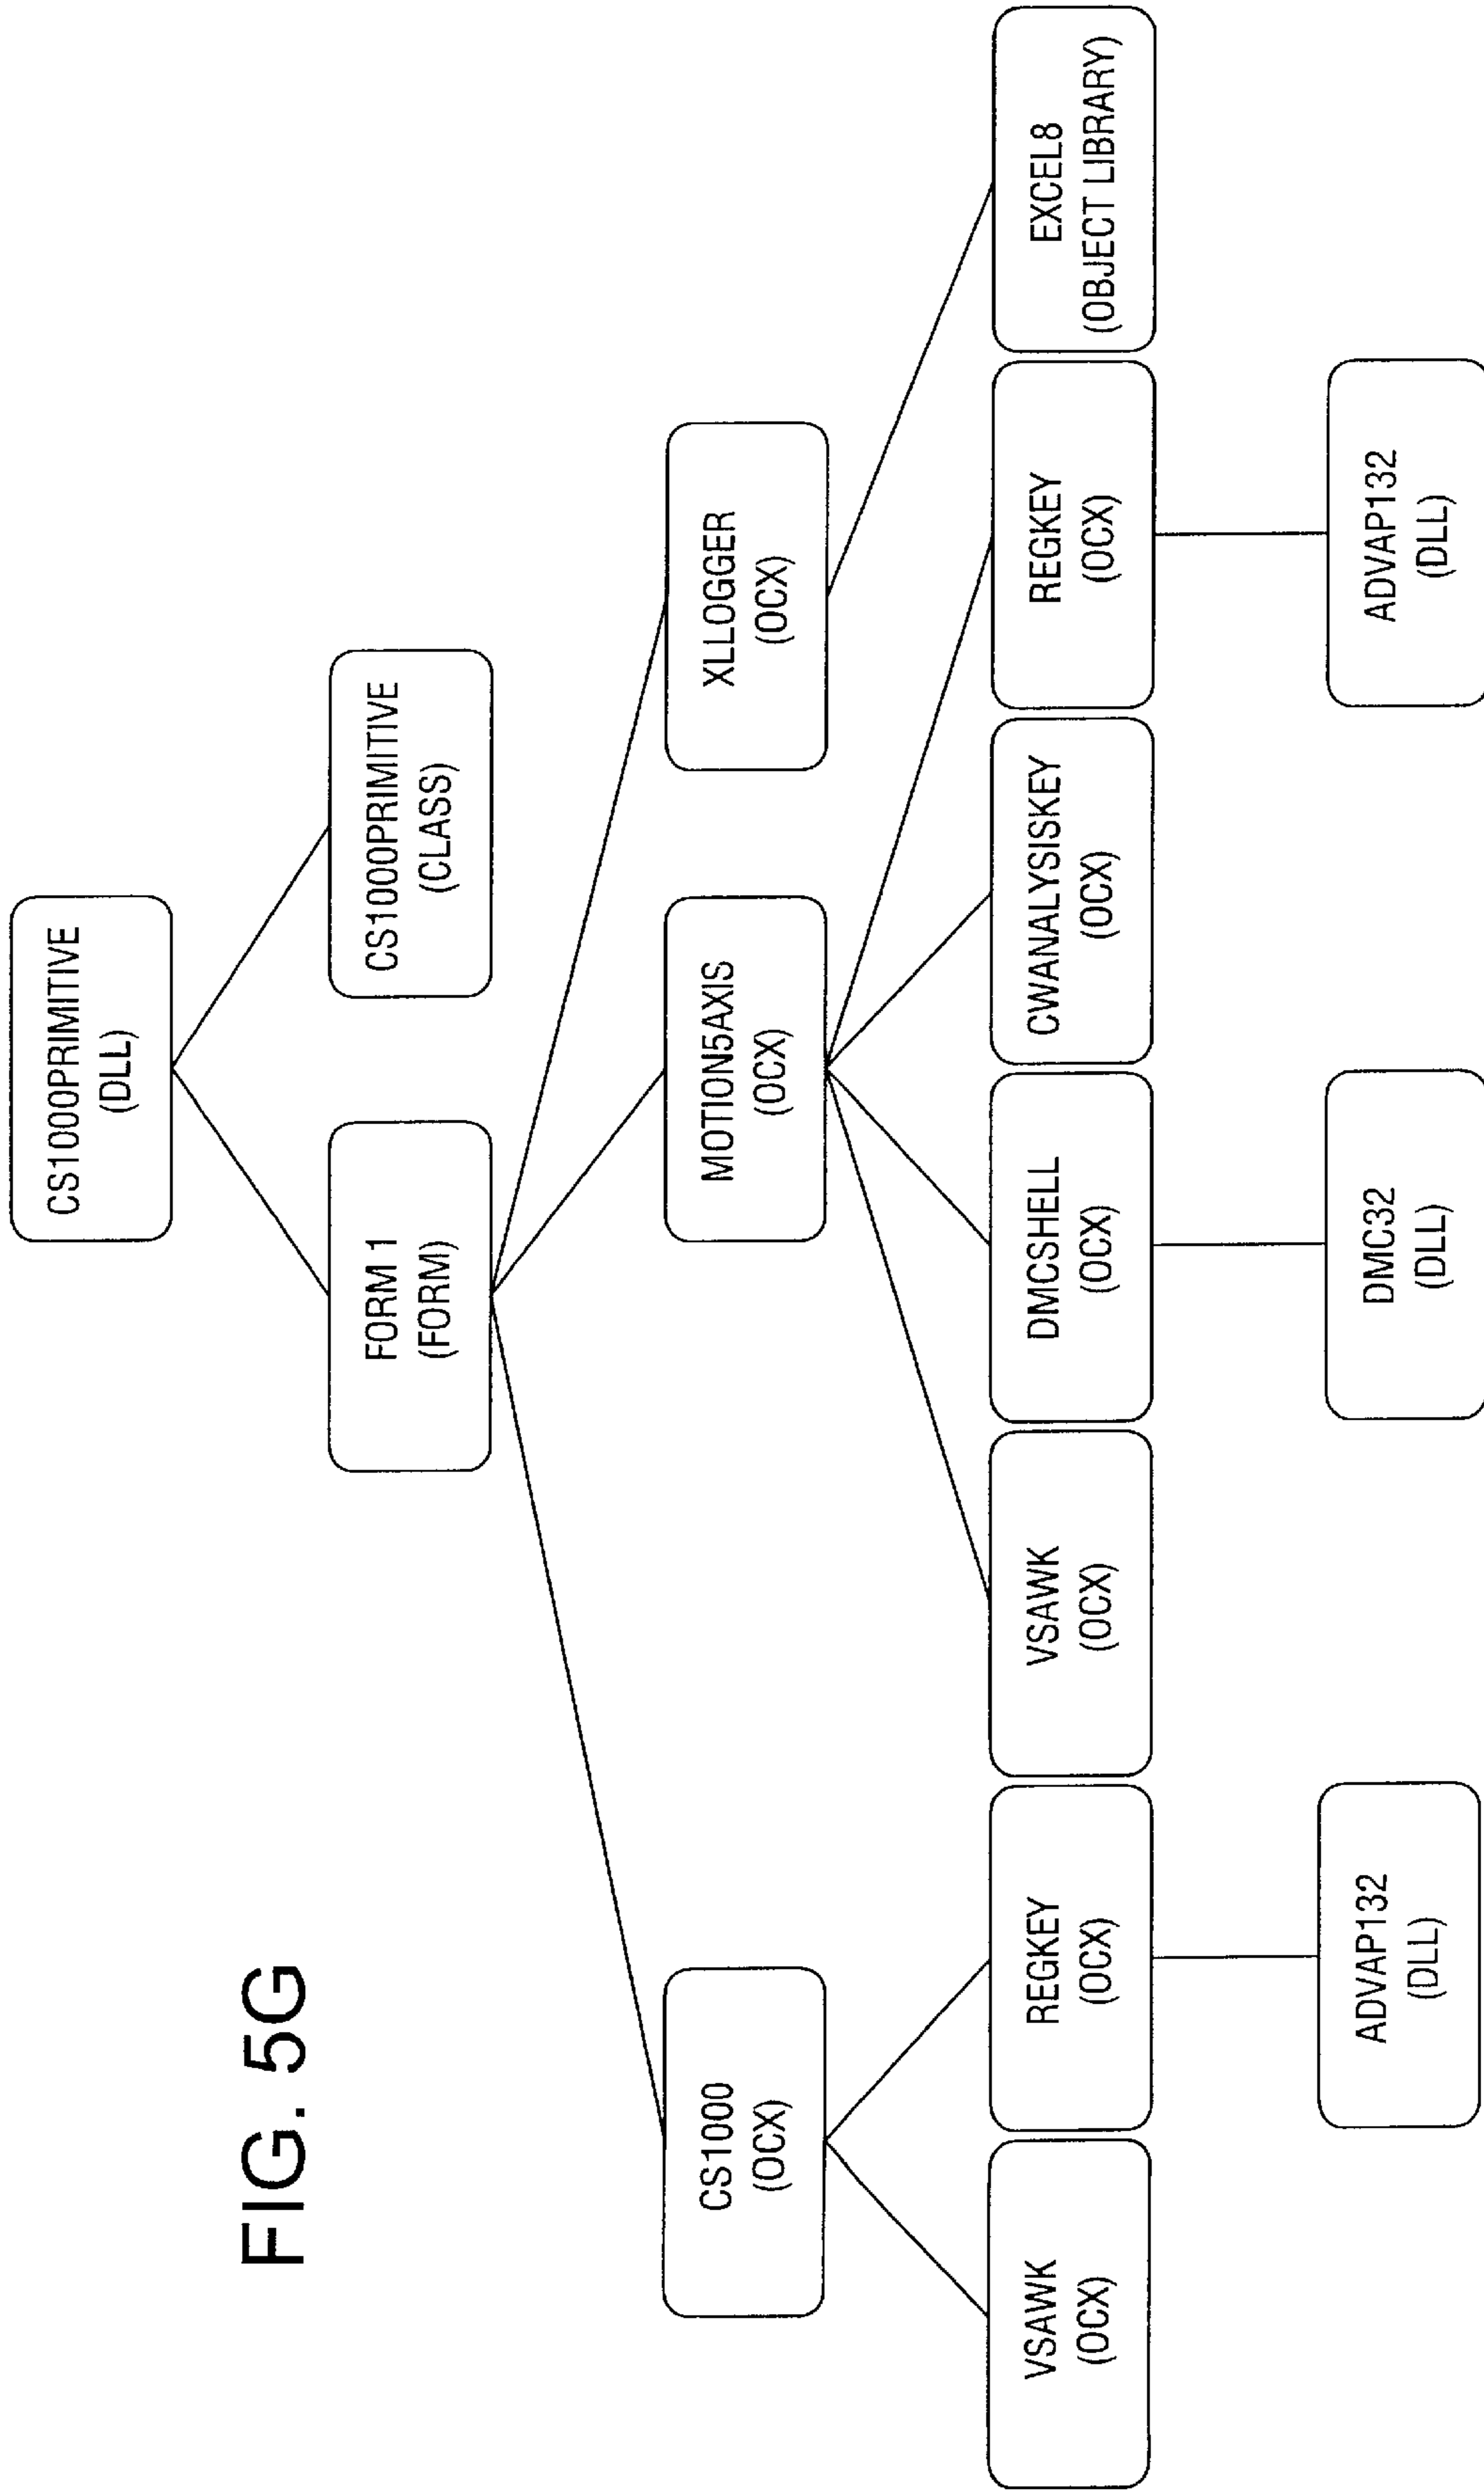 FIG. 5G
CS1000PRIMITIVE
(DLL)
FORM 1
(FORM)
CS1000PRIMITIVE
(CLASS)
CS1000
(OCX)
MOTION5AXIS
(OCX)
XLLOGGER
(OCX)
VSAWK
(OCX)
REGKEY
(OCX)
VSAWK
(OCX)
DMCSHELL
(OCX)
CWANALYSISKEY
(OCX)
REGKEY
(OCX)
EXCEL8
(OBJECT LIBRARY)
ADVAP132
(DLL)
DMC32
(DLL)
ADVAP132
(DLL)